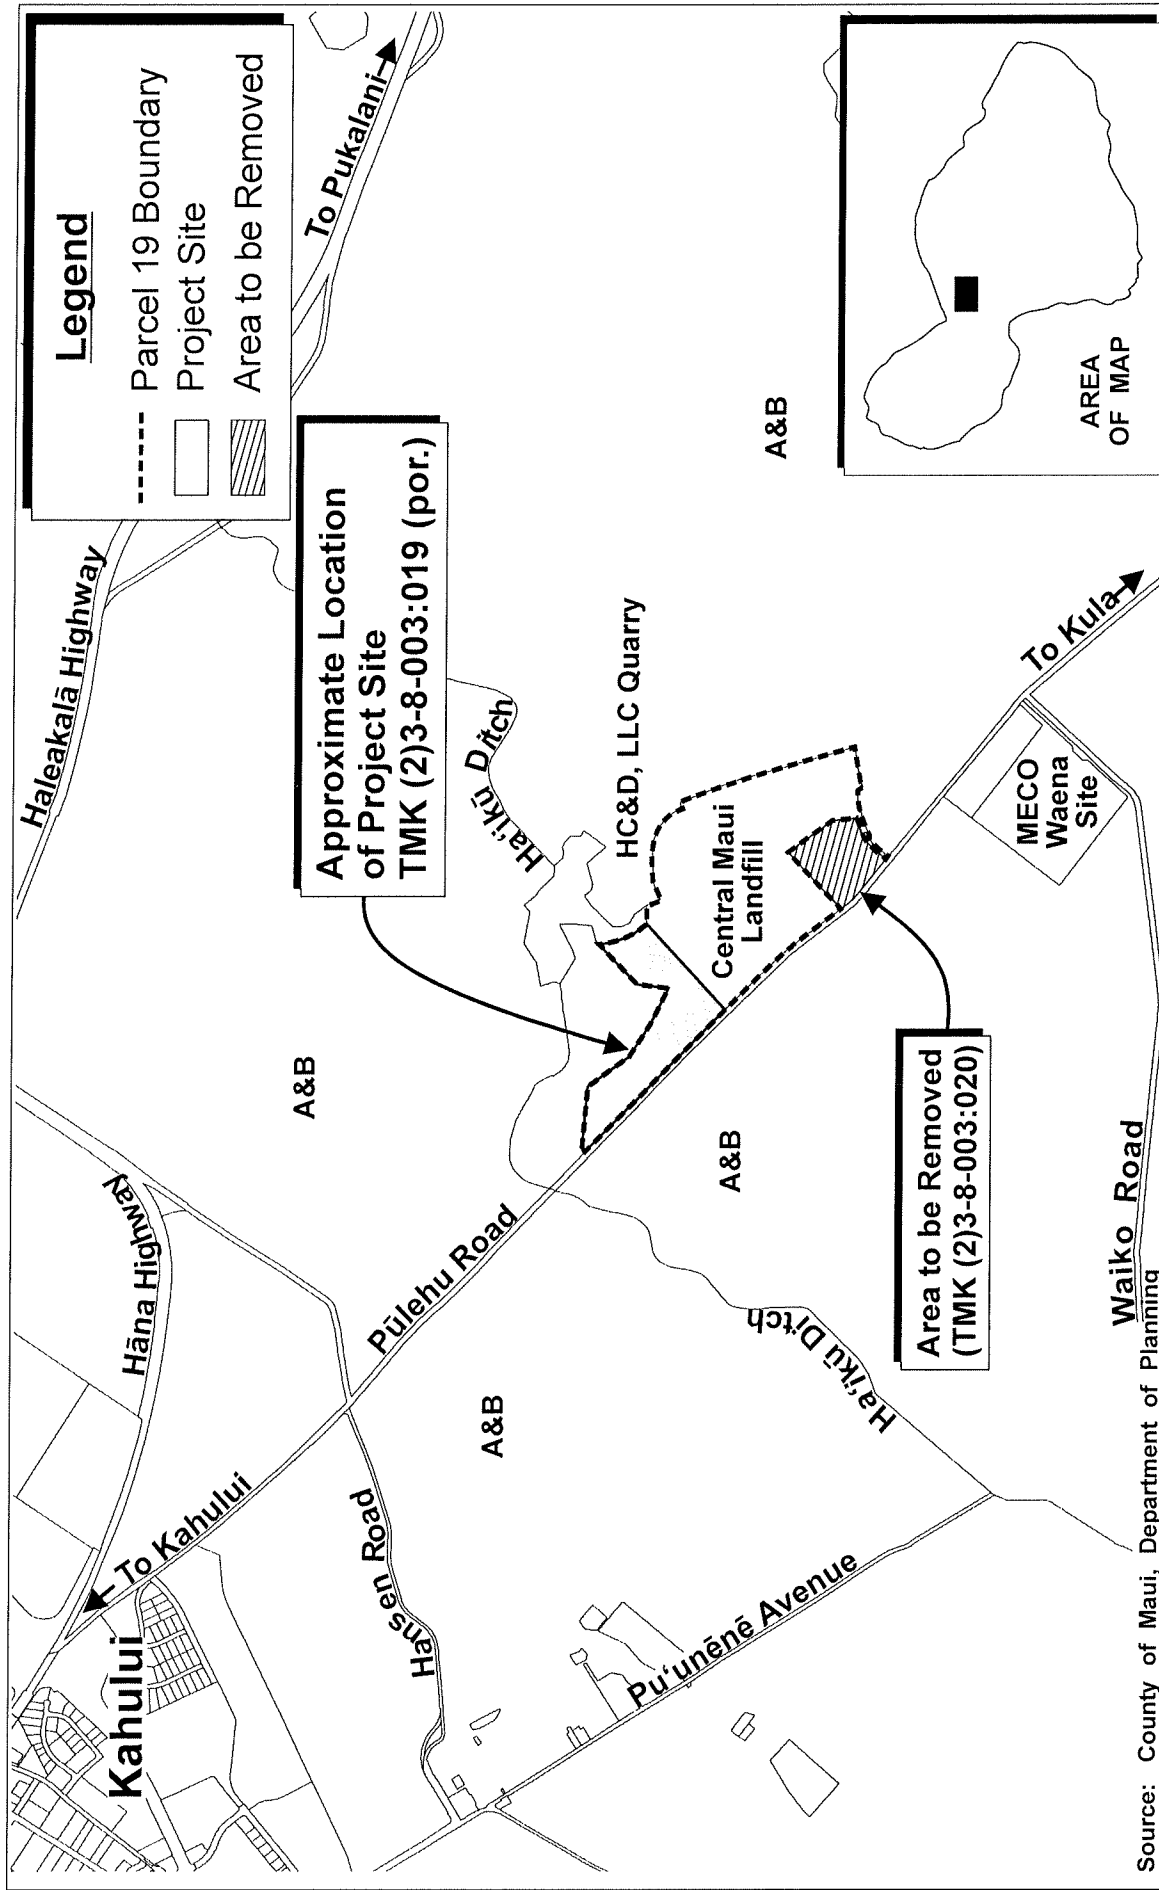 Legend
Parcel 19 Boundary
Project Site
Area to be Removed
Haleakalā Highway
To Pukalani
Hāna Highway
Kahului
To Kahului
Hansen Road
Pūlehu Road
A&B
Approximate Location
of Project Site
TMK (2)3-8-003:019 (por.)
Ha‘ikū Ditch
HC&D, LLC Quarry
A&B
A&B
A&B
Central Maui
Landfill
To Kula
MECO
Waena
Site
Area to be Removed
(TMK (2)3-8-003:020)
Ha‘ikū Ditch
Pu‘unēnē Avenue
Waiko Road
AREA
OF MAP
Source: County of Maui, Department of Planning